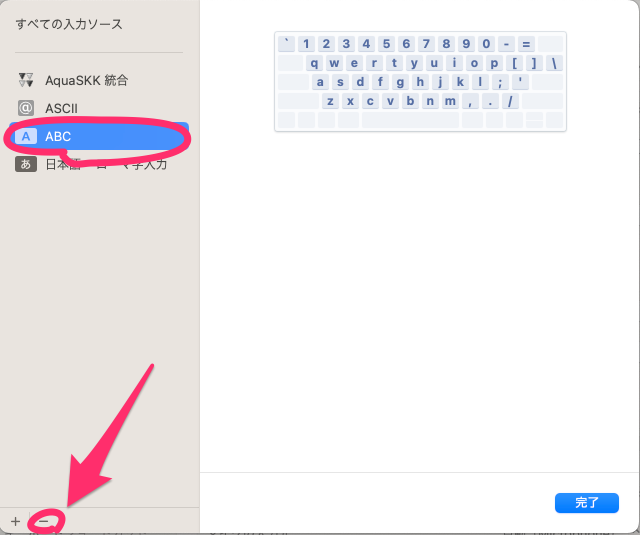 すべての入力ソース
AquaSKK 統合
@ ASCII
A ABC
あ 日本語 – ローマ字入力
` 1 2 3 4 5 6 7 8 9 0 - =
q w e r t y u i o p [ ] \
a s d f g h j k l ; '
z x c v b n m , . /
+ −
完了